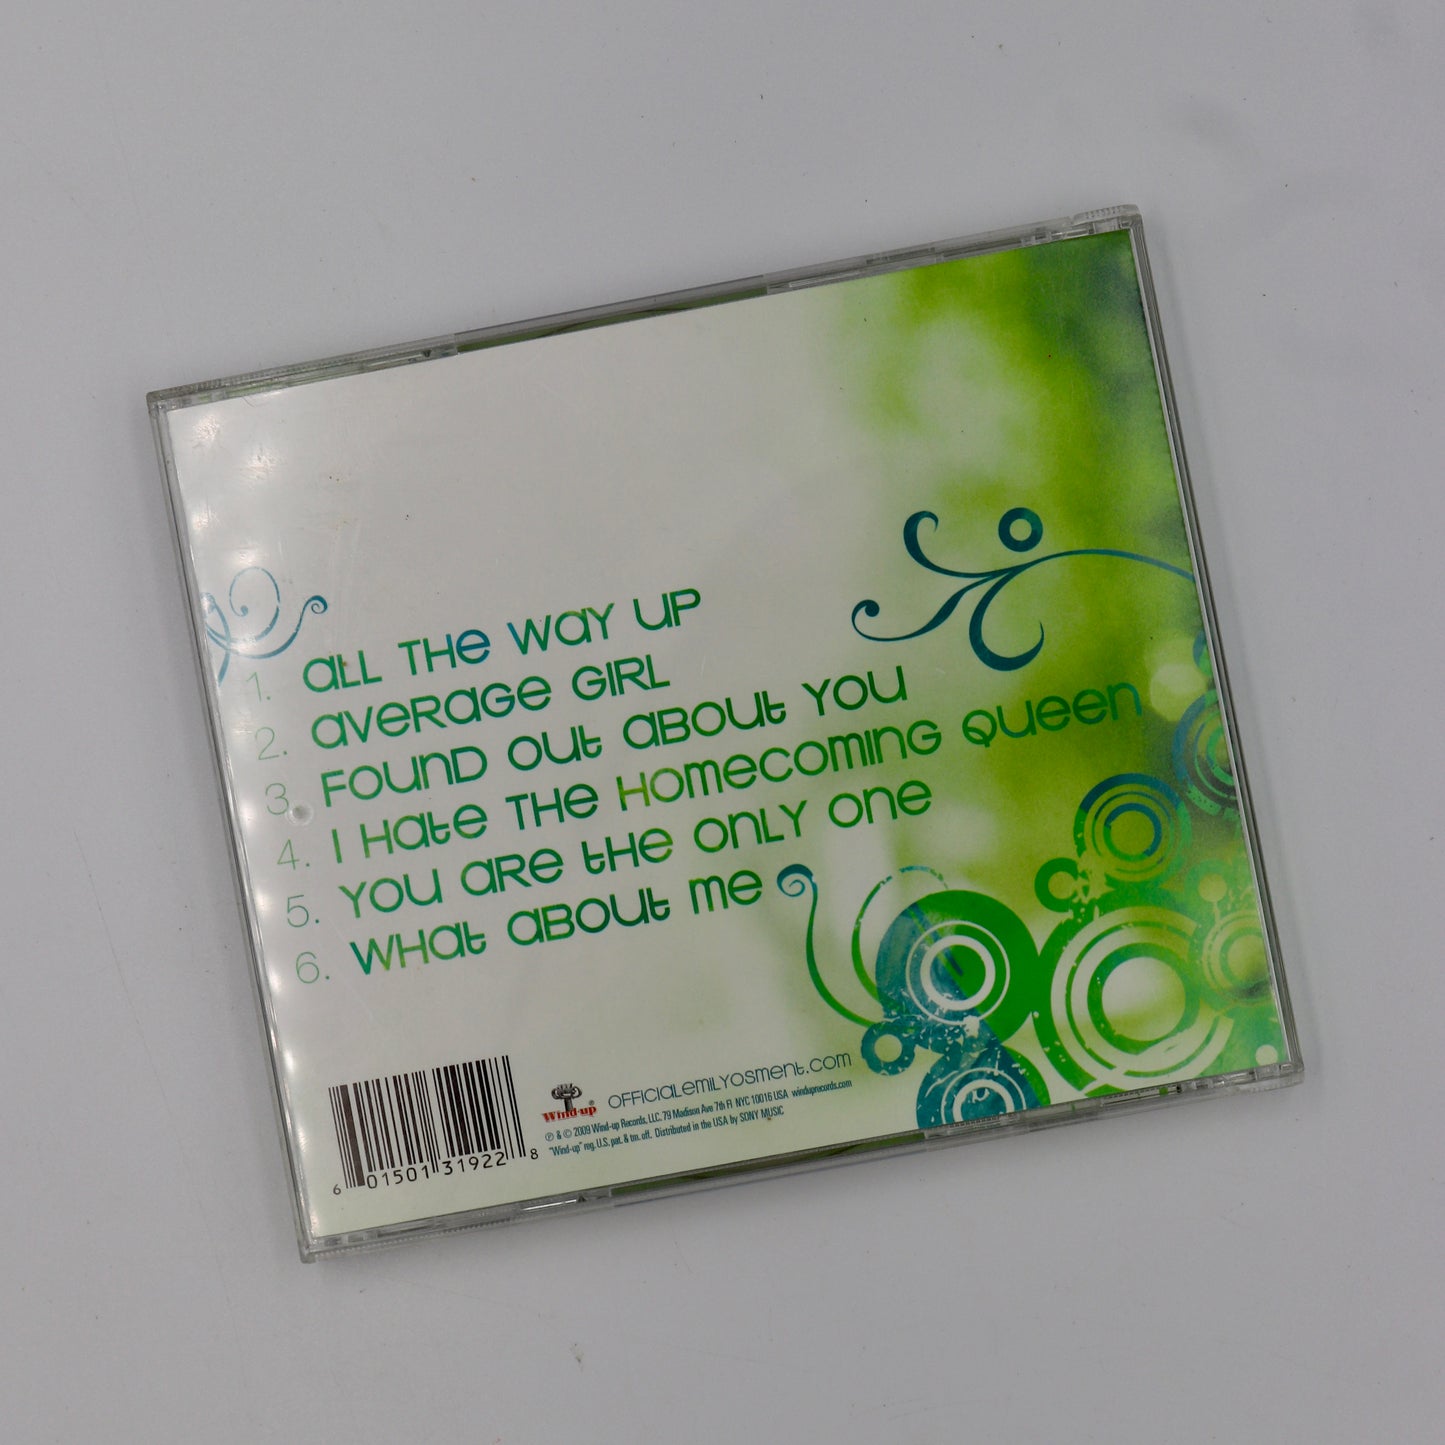 1. ALL THE WAY UP
2. AVERAGE GIRL
3. FOUND OUT ABOUT YOU
4. I HATE THE HOMECOMING QUEEN
5. YOU ARE THE ONLY ONE
6. WHAT ABOUT ME
6 01501 31922 8
Wind-up®
OFFICIALEMILYOSMENT.COM
℗ & © 2009 Wind-up Records, LLC. 79 Madison Ave 7th Fl NYC 10016 USA winduprecords.com
"Wind-up" reg. U.S. pat. & tm. off. Distributed in the USA by SONY MUSIC